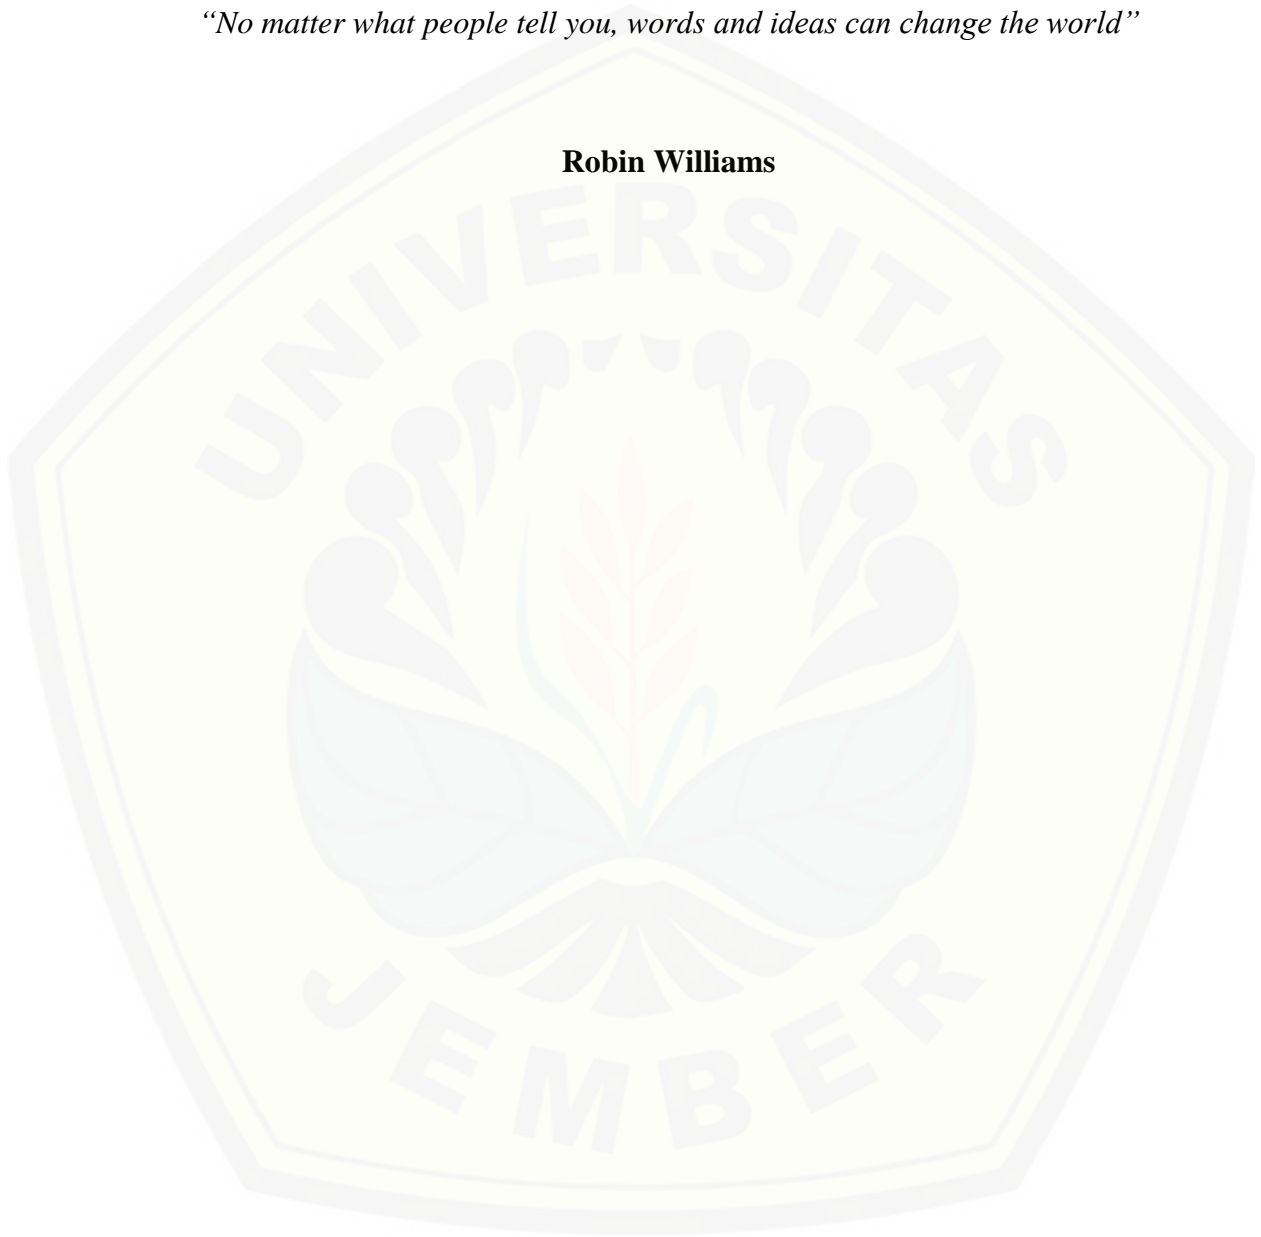 “No matter what people tell you, words and ideas can change the world”
Robin Williams
UNIVERSITAS
JEMBER